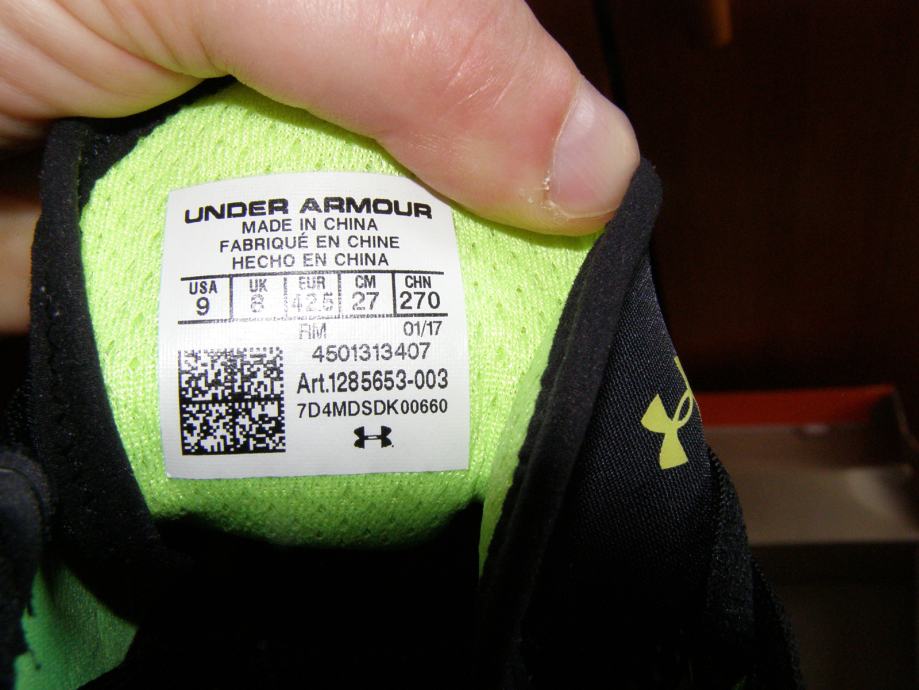 UNDER ARMOUR
MADE IN CHINA
FABRIQUÉ EN CHINE
HECHO EN CHINA
USA UK EUR CM CHN
9 8 42.5 27 270
RM 01/17
4501313407
Art.1285653-003
7D4MDSDK00660